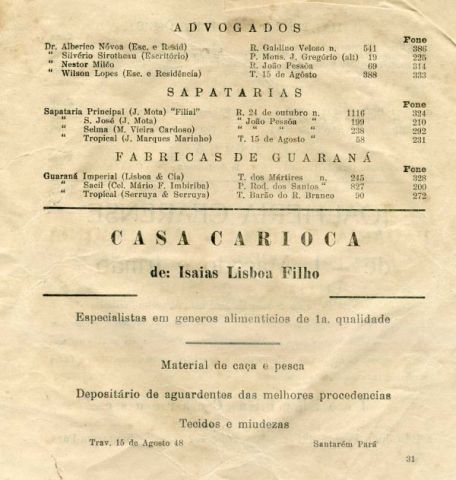 ADVOGADOS
Fone
Dr. Alberico Nóvoa (Esc. e Resid) R. Galdino Veloso n. 541 386
" Silvério Sirotheau (Escritório) P. Mons. J. Gregório (alt) 19 225
" Nestor Miléo R. João Pessôa 69 314
" Wilson Lopes (Esc. e Residência) T. 15 de Agôsto 388 333
SAPATARIAS
Fone
Sapataria Principal (J. Mota) "Filial" R. 24 de outubro n. 1116 324
" S. José (J. Mota) " João Pessôa " 199 210
" Selma (M. Vieira Cardoso) " " " " 238 292
" Tropical (J. Marques Marinho) T. 15 de Agosto " 58 231
FABRICAS DE GUARANÁ
Fone
Guaraná Imperial (Lisboa & Cia) T. dos Mártires n. 245 328
" Sacil (Cel. Mário F. Imbiriba) P. Rod. dos Santos " 827 200
" Tropical (Serruya & Serruya) T. Barão do R. Branco 90 272
CASA CARIOCA
de: Isaias Lisboa Filho
Especialistas em generos alimenticios de 1a. qualidade
Material de caça e pesca
Depositário de aguardentes das melhores procedencias
Tecidos e miudezas
Trav. 15 de Agosto 48 Santarém Pará
31